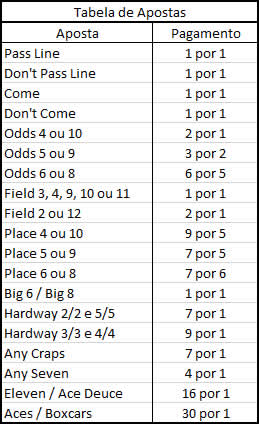 Tabela de Apostas
Aposta Pagamento
Pass Line 1 por 1
Don't Pass Line 1 por 1
Come 1 por 1
Don't Come 1 por 1
Odds 4 ou 10 2 por 1
Odds 5 ou 9 3 por 2
Odds 6 ou 8 6 por 5
Field 3, 4, 9, 10 ou 11 1 por 1
Field 2 ou 12 2 por 1
Place 4 ou 10 9 por 5
Place 5 ou 9 7 por 5
Place 6 ou 8 7 por 6
Big 6 / Big 8 1 por 1
Hardway 2/2 e 5/5 7 por 1
Hardway 3/3 e 4/4 9 por 1
Any Craps 7 por 1
Any Seven 4 por 1
Eleven / Ace Deuce 16 por 1
Aces / Boxcars 30 por 1